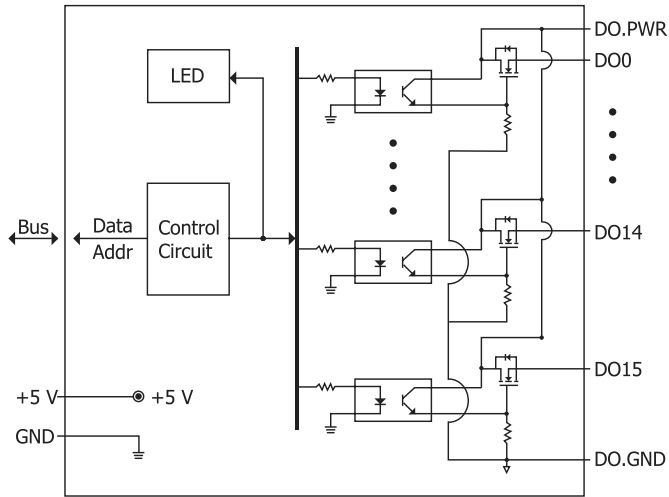 DO.PWR
LED
DO0
Bus
Data
Addr
Control
Circuit
DO14
DO15
+5 V
+5 V
GND
DO.GND